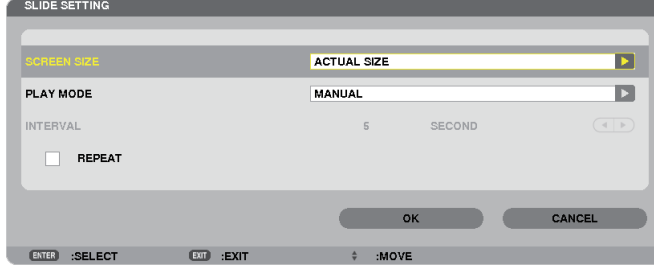 SLIDE SETTING
SCREEN SIZE ACTUAL SIZE
PLAY MODE MANUAL
INTERVAL 5 SECOND
REPEAT
OK CANCEL
ENTER :SELECT EXIT :EXIT :MOVE